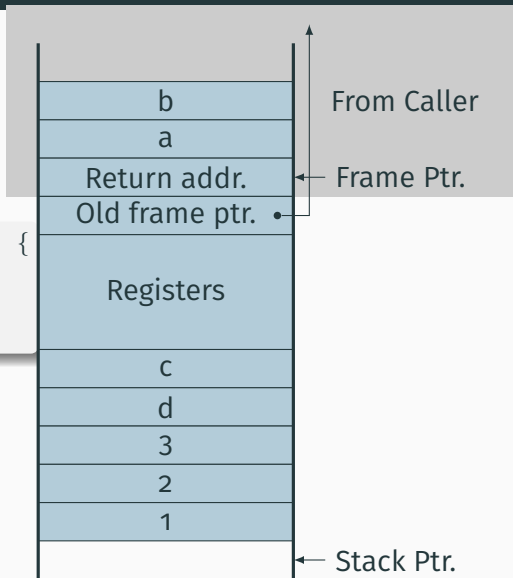 b
From Caller
a
Return addr.
Frame Ptr.
Old frame ptr.
{
Registers
c
d
3
2
1
Stack Ptr.